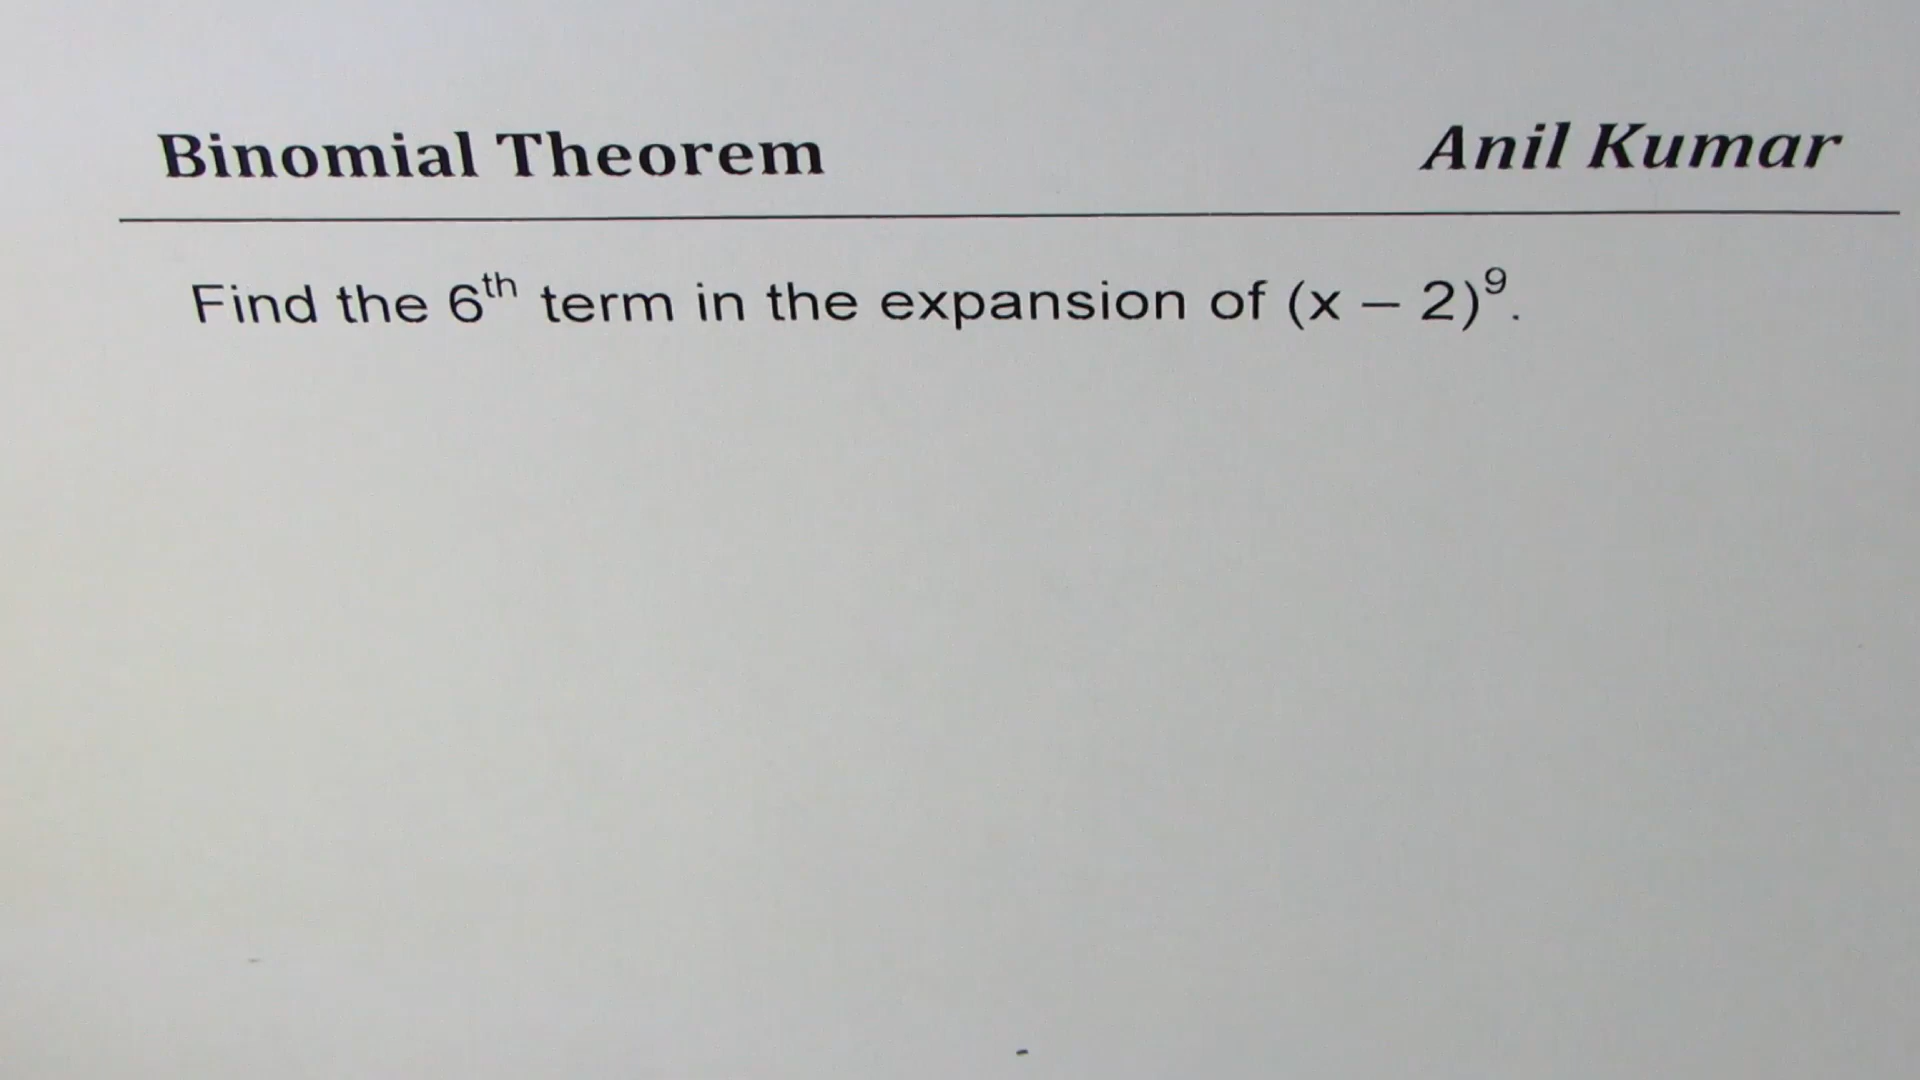 Binomial Theorem Anil Kumar
Find the 6th term in the expansion of (x – 2)⁹.